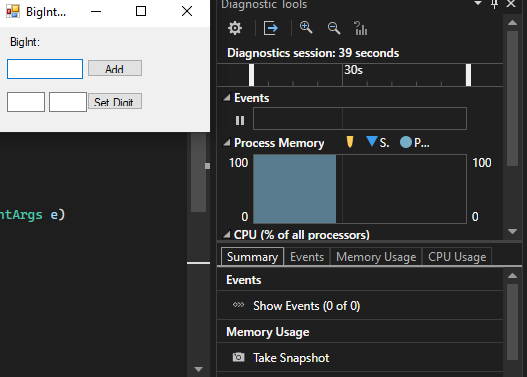 BigInt...
BigInt:
Add
Set Digit
ntArgs e)
Diagnostic Tools
Diagnostics session: 39 seconds
30s
Events
Process Memory
S.
P...
100
100
0
0
CPU (% of all processors)
Summary
Events
Memory Usage
CPU Usage
Events
Show Events (0 of 0)
Memory Usage
Take Snapshot